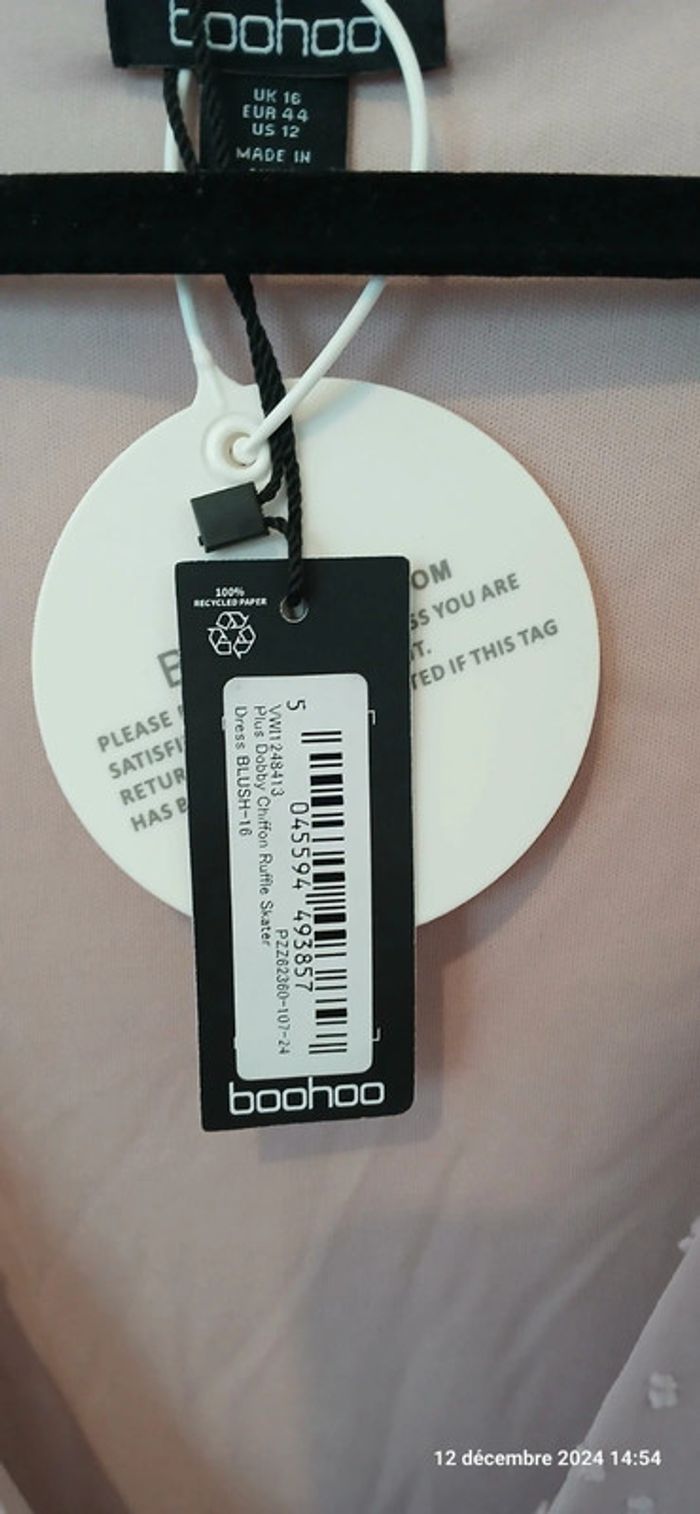 boohoo
UK 16
EUR 44
US 12
MADE IN
100%
RECYCLED PAPER
OM
PLEASE SS YOU ARE
SATISFI IT.
RETUR TED IF THIS TAG
HAS B
5 045594 493857
PZZ62360-107-24
VWI1248413
Plus Dobby Chiffon Ruffle Skater
Dress BLUSH-16
boohoo
12 décembre 2024 14:54